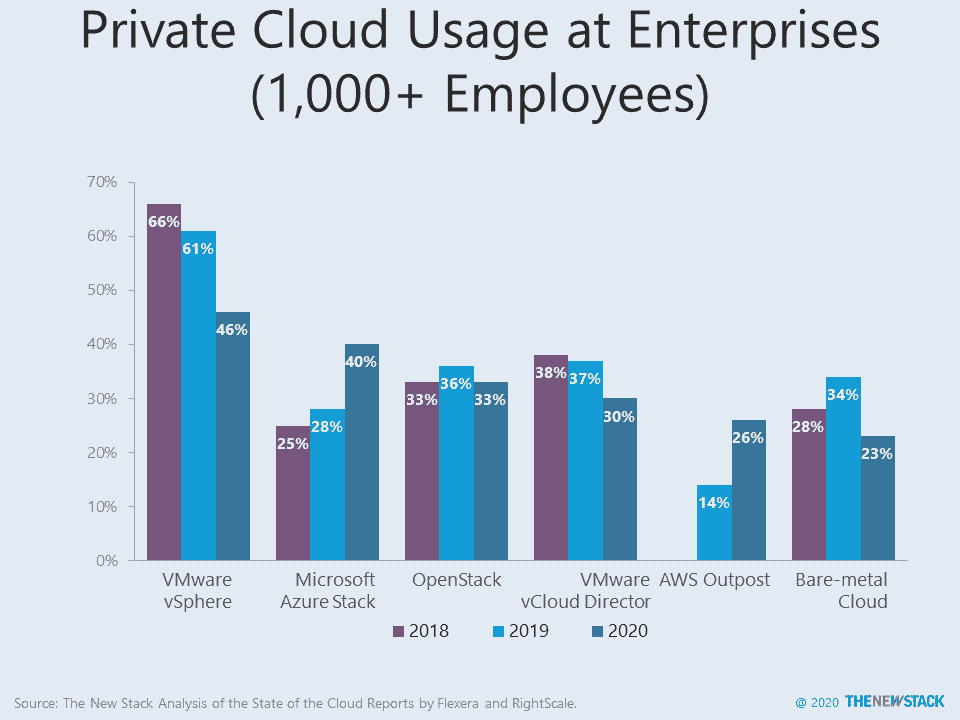 Private Cloud Usage at Enterprises
(1,000+ Employees)
70%
60%
50%
40%
30%
20%
10%
0%
66%
61%
46%
25%
28%
40%
33%
36%
33%
38%
37%
30%
14%
26%
28%
34%
23%
VMware
vSphere
Microsoft
Azure Stack
OpenStack
VMware
vCloud Director
AWS Outpost
Bare-metal
Cloud
2018
2019
2020
Source: The New Stack Analysis of the State of the Cloud Reports by Flexera and RightScale.
@ 2020 THENEWSTACK